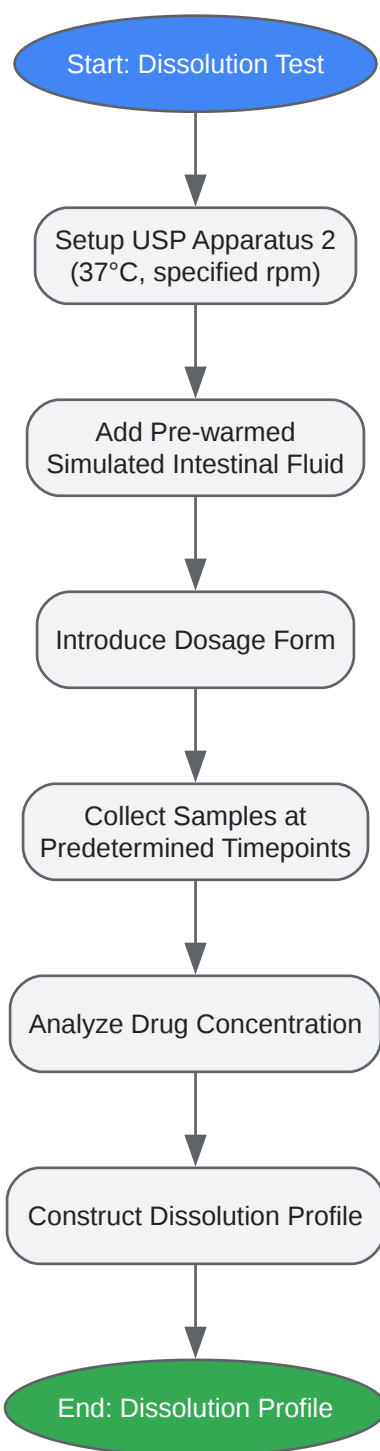 Start: Dissolution Test
Setup USP Apparatus 2
(37°C, specified rpm)
Add Pre-warmed
Simulated Intestinal Fluid
Introduce Dosage Form
Collect Samples at
Predetermined Timepoints
Analyze Drug Concentration
Construct Dissolution Profile
End: Dissolution Profile